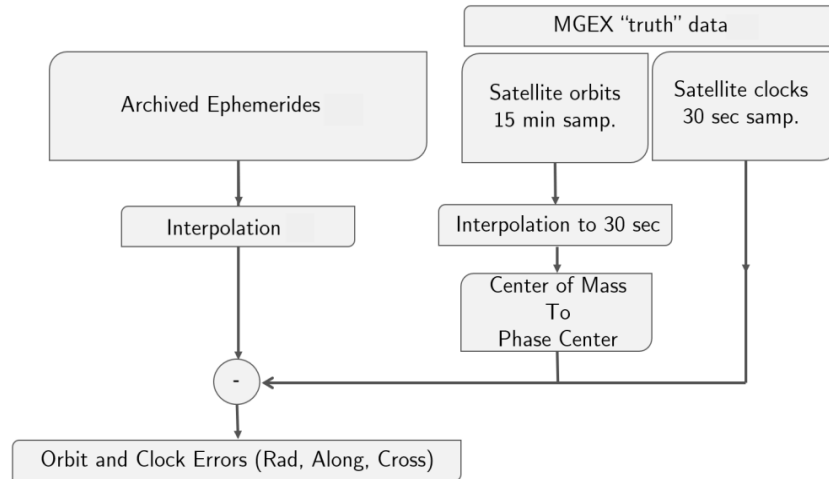 MGEX “truth” data
Archived Ephemerides
Satellite orbits
15 min samp.
Satellite clocks
30 sec samp.
Interpolation
Interpolation to 30 sec
Center of Mass
To
Phase Center
-
Orbit and Clock Errors (Rad, Along, Cross)